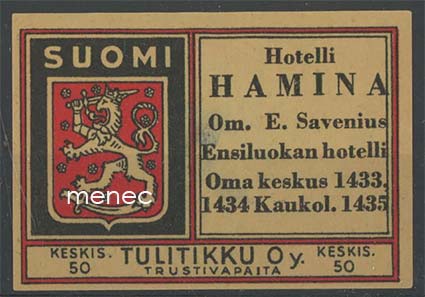 SUOMI
menec
Hotelli
HAMINA
Om. E. Savenius
Ensiluokan hotelli
Oma keskus 1433,
1434 Kaukol. 1435
KESKIS. 50
TULITIKKU Oy.
TRUSTIVAPAITA
KESKIS. 50